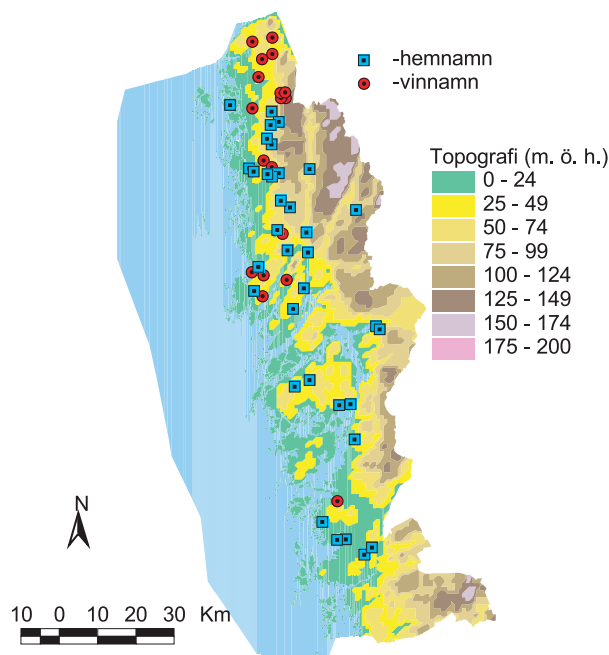 -hemnamn
-vinnamn
Topografi (m. ö. h.)
0 - 24
25 - 49
50 - 74
75 - 99
100 - 124
125 - 149
150 - 174
175 - 200
N
10 0 10 20 30 Km